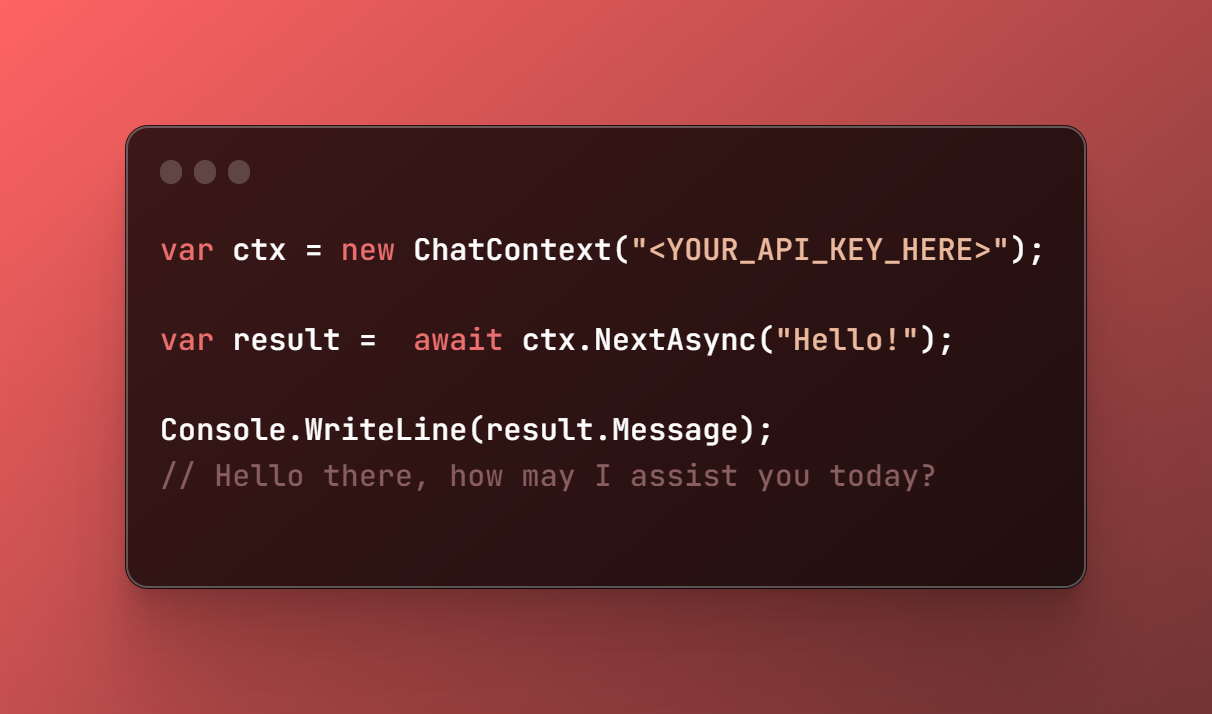 var ctx = new ChatContext("<YOUR_API_KEY_HERE>");
var result =  await ctx.NextAsync("Hello!");
Console.WriteLine(result.Message);
// Hello there, how may I assist you today?